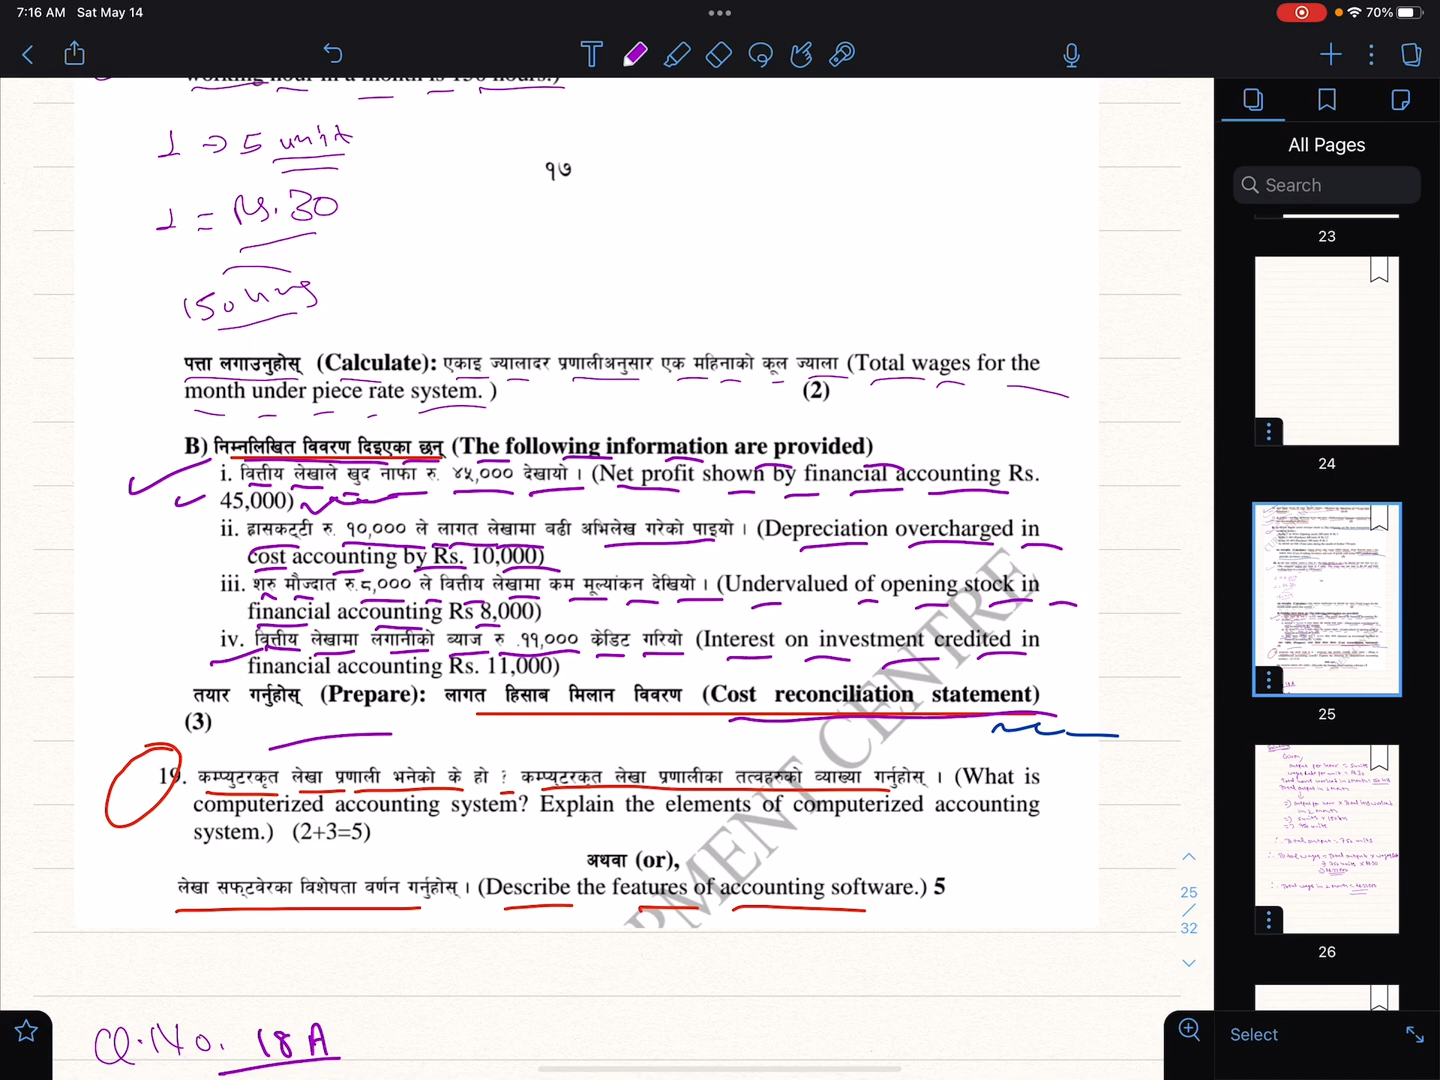 7:16 AM Sat May 14
70%
working hour in a month is 150 hours.)
1 → 5 unit
१७
1 = Rs. 30
150 hrs
पत्ता लगाउनुहोस् (Calculate): एकाइ ज्यालादर प्रणालीअनुसार एक महिनाको कूल ज्याला (Total wages for the
month under piece rate system. ) (2)
B) निम्नलिखित विवरण दिइएका छन् (The following information are provided)
i. वित्तीय लेखाले खुद नाफा रु. ४५,००० देखायो । (Net profit shown by financial accounting Rs.
45,000)
ii. ह्रासकट्टी रु. १०,००० ले लागत लेखामा बढी अभिलेख गरेको पाइयो । (Depreciation overcharged in
cost accounting by Rs. 10,000)
iii. शुरु मौज्दात रु.८,००० ले वित्तीय लेखामा कम मूल्यांकन देखियो । (Undervalued of opening stock in
financial accounting Rs 8,000)
iv. वित्तीय लेखामा लगानीको ब्याज रु .११,००० क्रेडिट गरियो (Interest on investment credited in
financial accounting Rs. 11,000)
तयार गर्नुहोस् (Prepare): लागत हिसाब मिलान विवरण (Cost reconciliation statement)
(3)
19. कम्प्युटरकृत लेखा प्रणाली भनेको के हो ? कम्प्युटरकृत लेखा प्रणालीका तत्वहरुको व्याख्या गर्नुहोस् । (What is
computerized accounting system? Explain the elements of computerized accounting
system.) (2+3=5)
अथवा (or),
लेखा सफ्टवेरका विशेषता वर्णन गर्नुहोस् । (Describe the features of accounting software.) 5
PMENT CENTRE
Q.No. 18A
25
/
32
All Pages
Search
23
24
25
26
Select